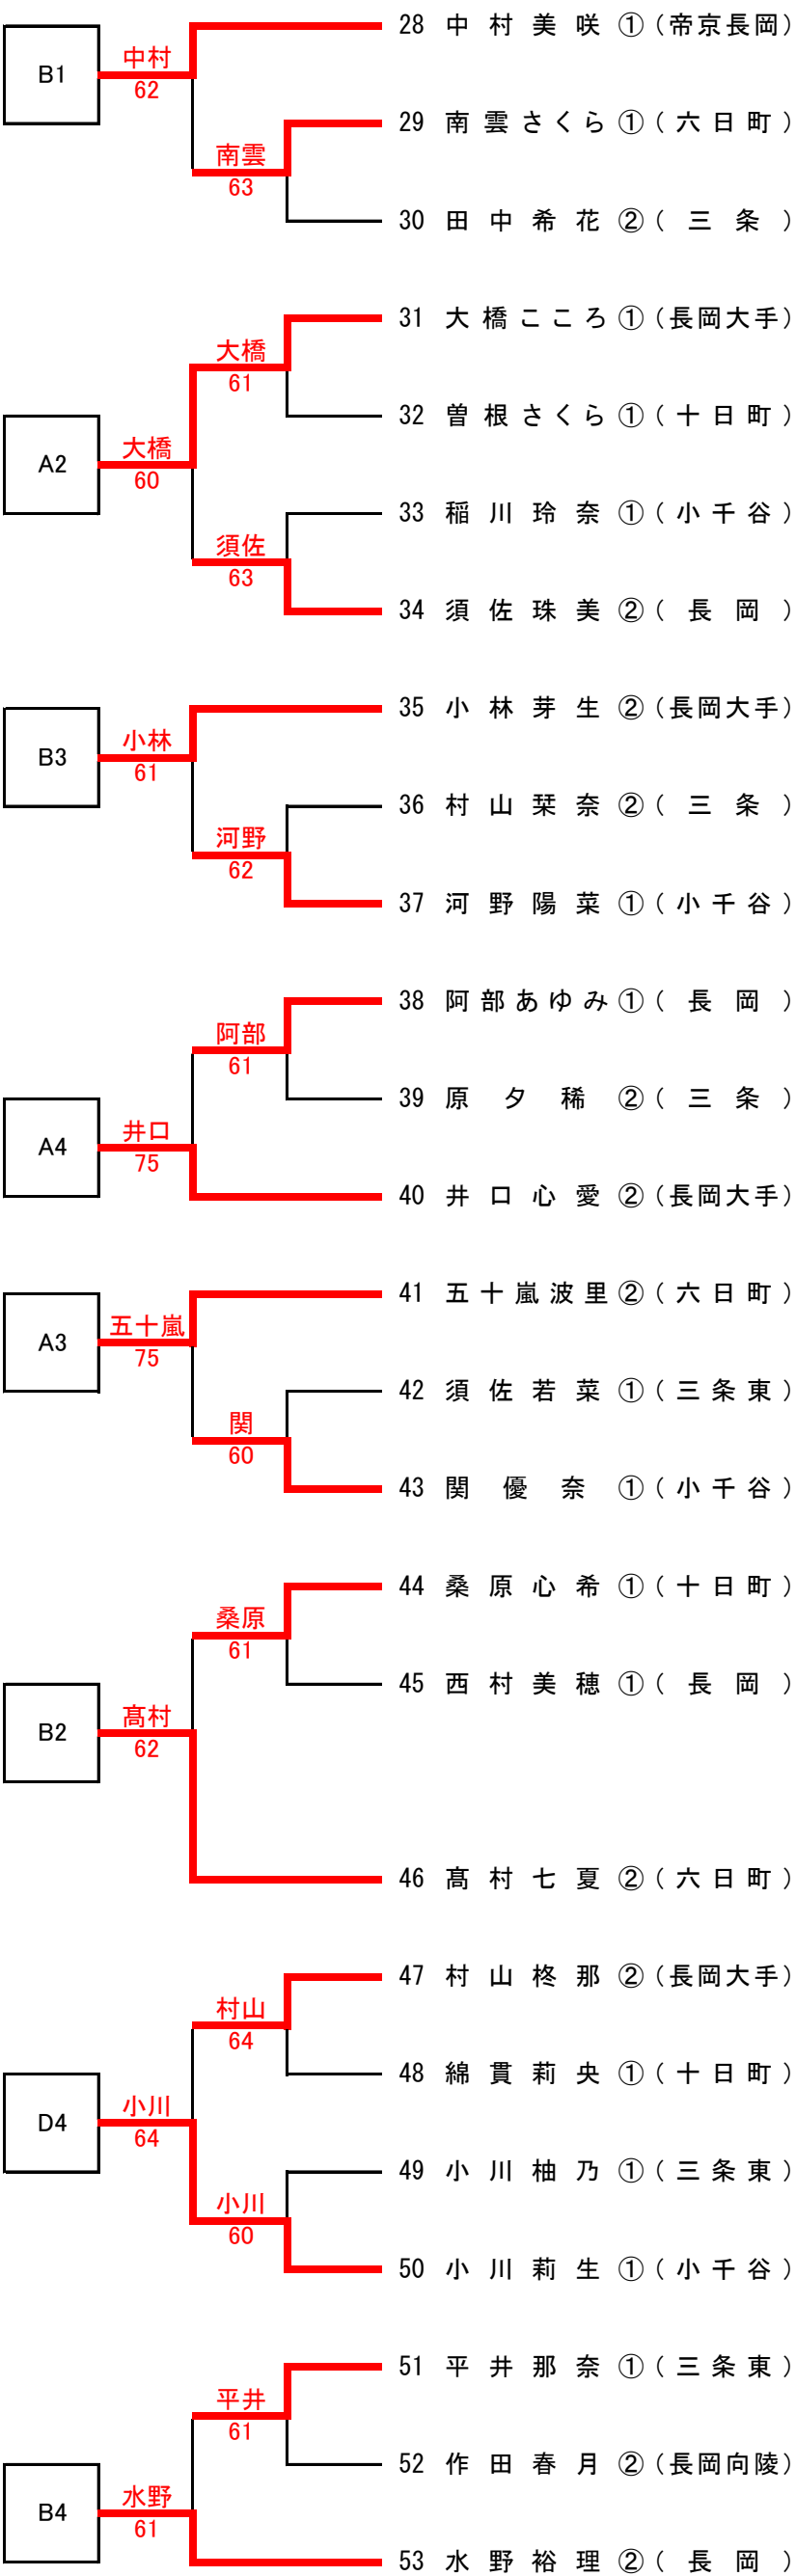 28 中村美咲 ①(帝京長岡)
B1 中村
62
29 南雲さくら ①(六日町)
南雲
63
30 田中希花 ②(三条)
31 大橋こころ ①(長岡大手)
大橋
61
32 曽根さくら ①(十日町)
A2 大橋
60
33 稲川玲奈 ①(小千谷)
須佐
63
34 須佐珠美 ②(長岡)
35 小林芽生 ②(長岡大手)
B3 小林
61
36 村山栞奈 ②(三条)
河野
62
37 河野陽菜 ①(小千谷)
38 阿部あゆみ ①(長岡)
阿部
61
39 原夕稀 ②(三条)
A4 井口
75
40 井口心愛 ②(長岡大手)
41 五十嵐波里 ②(六日町)
A3 五十嵐
75
42 須佐若菜 ①(三条東)
関
60
43 関優奈 ①(小千谷)
44 桑原心希 ①(十日町)
桑原
61
45 西村美穂 ①(長岡)
B2 髙村
62
46 髙村七夏 ②(六日町)
47 村山柊那 ②(長岡大手)
村山
64
48 綿貫莉央 ①(十日町)
D4 小川
64
49 小川柚乃 ①(三条東)
小川
60
50 小川莉生 ①(小千谷)
51 平井那奈 ①(三条東)
平井
61
52 作田春月 ②(長岡向陵)
B4 水野
61
53 水野裕理 ②(長岡)